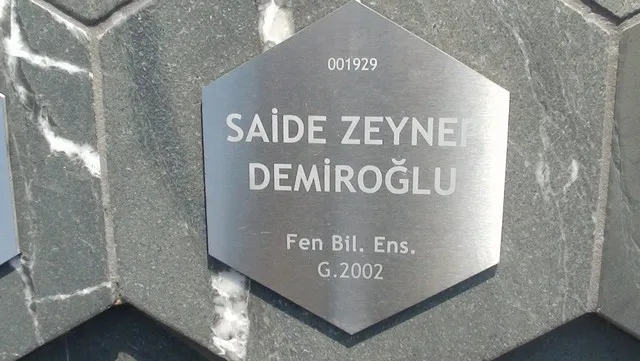 001929
SAİDE ZEYNEP
DEMİROĞLU
Fen Bil. Ens.
G.2002